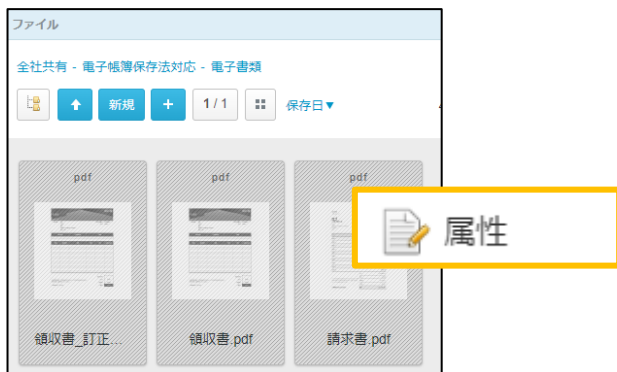 ファイル
全社共有 - 電子帳簿保存法対応 - 電子書類
新規
1 / 1
保存日▼
pdf
pdf
pdf
属性
領収書_訂正...
領収書.pdf
請求書.pdf